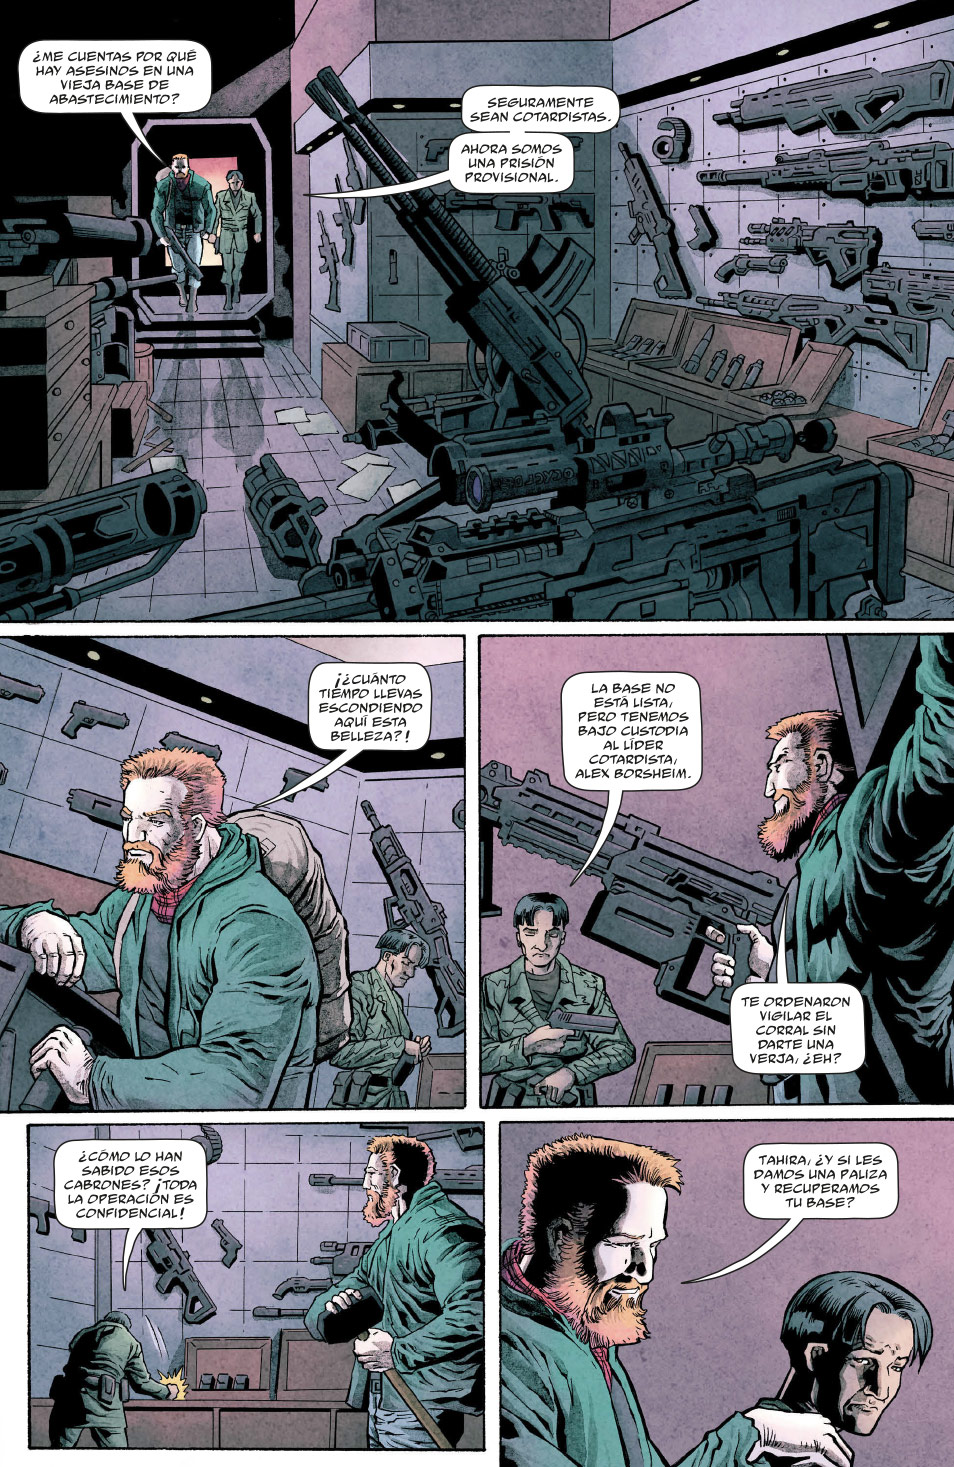 ¿ME CUENTAS POR QUÉ
HAY ASESINOS EN UNA
VIEJA BASE DE
ABASTECIMIENTO?
SEGURAMENTE
SEAN COTARDISTAS.
AHORA SOMOS
UNA PRISIÓN
PROVISIONAL.
¡¿CUÁNTO
TIEMPO LLEVAS
ESCONDIENDO
AQUÍ ESTA
BELLEZA?!
LA BASE NO
ESTÁ LISTA,
PERO TENEMOS
BAJO CUSTODIA
AL LÍDER
COTARDISTA,
ALEX BORSHEIM.
TE ORDENARON
VIGILAR EL
CORRAL SIN
DARTE UNA
VERJA, ¿EH?
¿CÓMO LO HAN
SABIDO ESOS
CABRONES? ¡TODA
LA OPERACIÓN ES
CONFIDENCIAL!
TAHIRA, ¿Y SI LES
DAMOS UNA PALIZA
Y RECUPERAMOS
TU BASE?